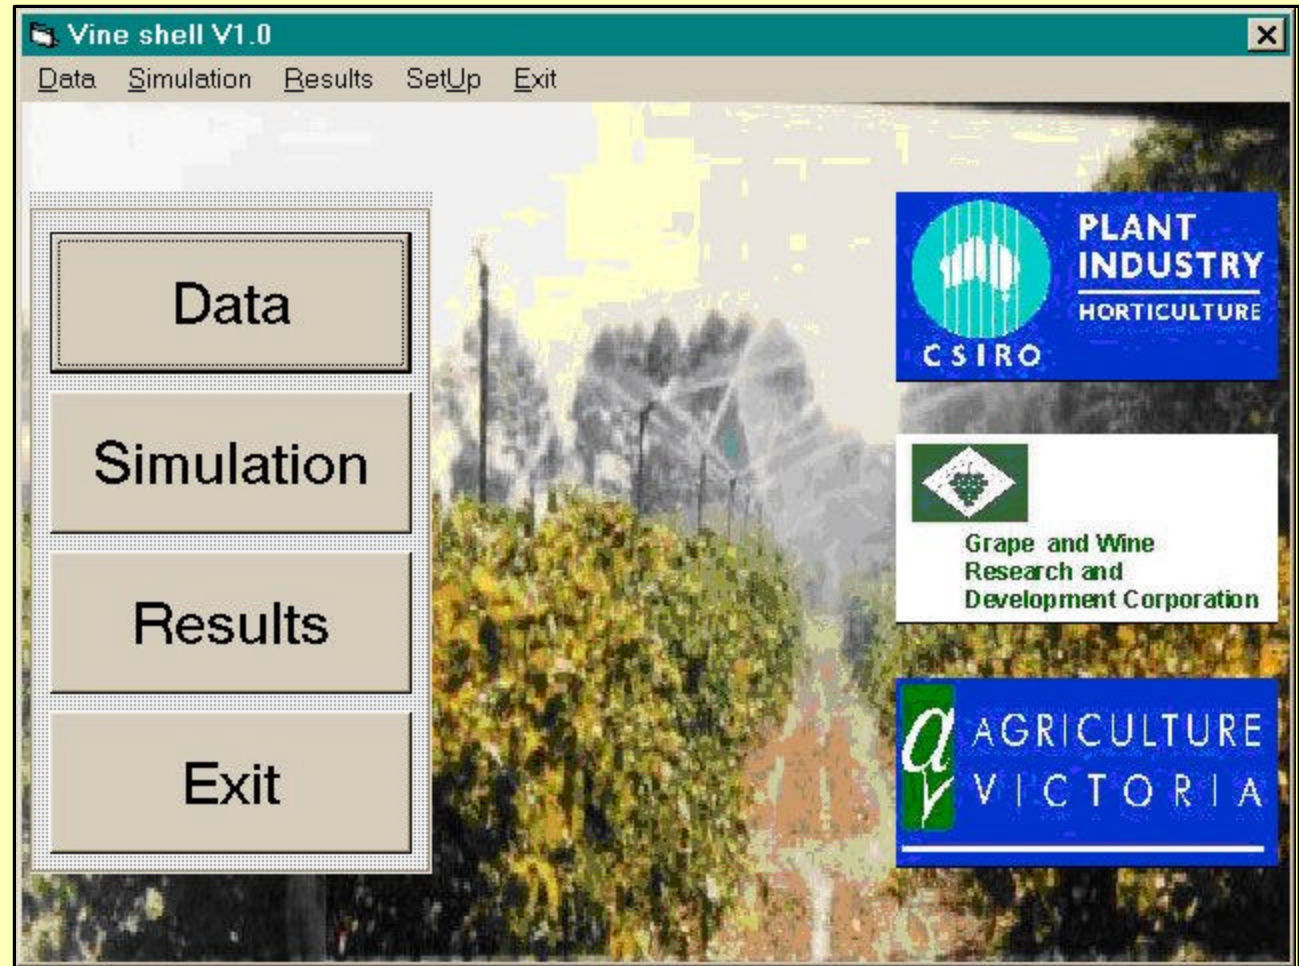 Vine shell V1.0
Data Simulation Results SetUp Exit
Data
Simulation
Results
Exit
PLANT
INDUSTRY
HORTICULTURE
CSIRO
Grape and Wine
Research and
Development Corporation
av
AGRICULTURE
VICTORIA